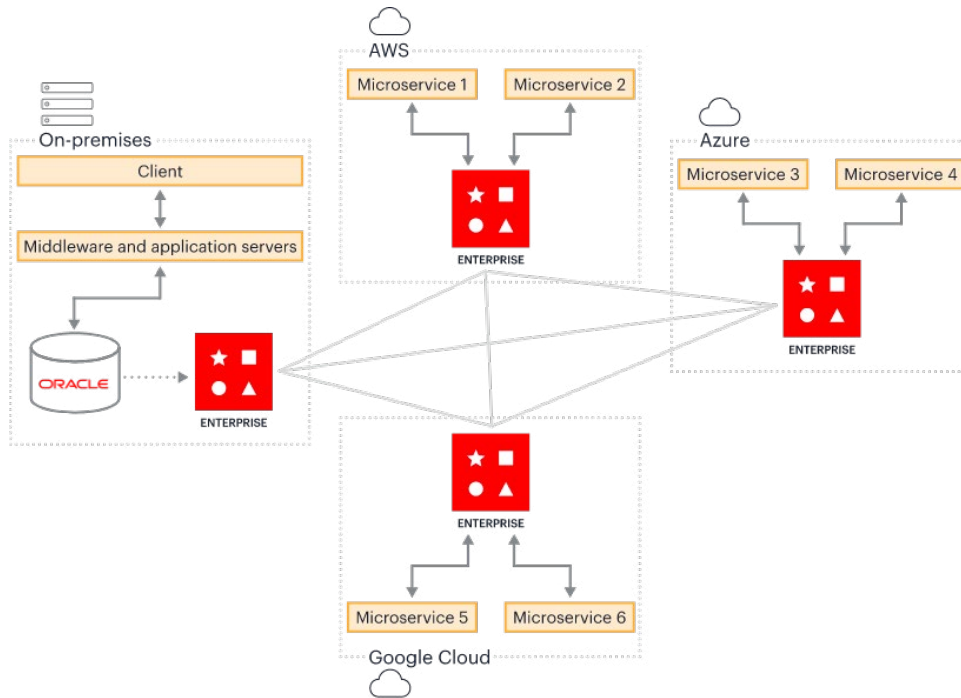 AWS
Microservice 1
Microservice 2
ENTERPRISE
On-premises
Client
Middleware and application servers
ORACLE
ENTERPRISE
Azure
Microservice 3
Microservice 4
ENTERPRISE
ENTERPRISE
Microservice 5
Microservice 6
Google Cloud